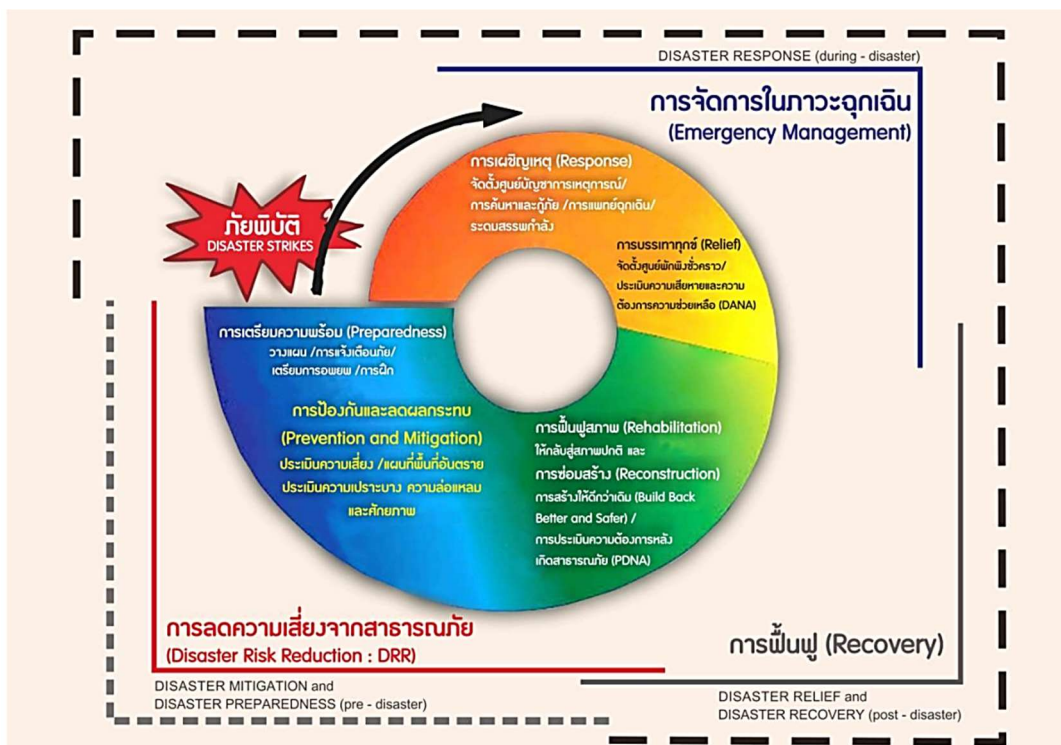 DISASTER RESPONSE (during - disaster)
การจัดการในภาวะฉุกเฉิน
(Emergency Management)
ภัยพิบัติ
DISASTER STRIKES
การเผชิญเหตุ (Response)
จัดตั้งศูนย์บัญชาการเหตุการณ์/
การค้นหาและกู้ภัย /การแพทย์ฉุกเฉิน/
ระดมสรรพกำลัง
การบรรเทาทุกข์ (Relief)
จัดตั้งศูนย์พักพิงชั่วคราว/
ประเมินความเสียหายและความ
ต้องการความช่วยเหลือ (DANA)
การเตรียมความพร้อม (Preparedness)
วางแผน /การแจ้งเตือนภัย/
เตรียมการอพยพ /การฝึก
การป้องกันและลดผลกระทบ
(Prevention and Mitigation)
ประเมินความเสี่ยง /แผนที่พื้นที่อันตราย
ประเมินความเปราะบาง ความล่อแหลม
และศักยภาพ
การฟื้นฟูสภาพ (Rehabilitation)
ให้กลับสู่สภาพปกติ และ
การซ่อมสร้าง (Reconstruction)
การสร้างให้ดีกว่าเดิม (Build Back
Better and Safer) /
การประเมินความต้องการหลัง
เกิดสาธารณภัย (PDNA)
การลดความเสี่ยงจากสาธารณภัย
(Disaster Risk Reduction : DRR)
DISASTER MITIGATION and
DISASTER PREPAREDNESS (pre - disaster)
การฟื้นฟู (Recovery)
DISASTER RELIEF and
DISASTER RECOVERY (post - disaster)